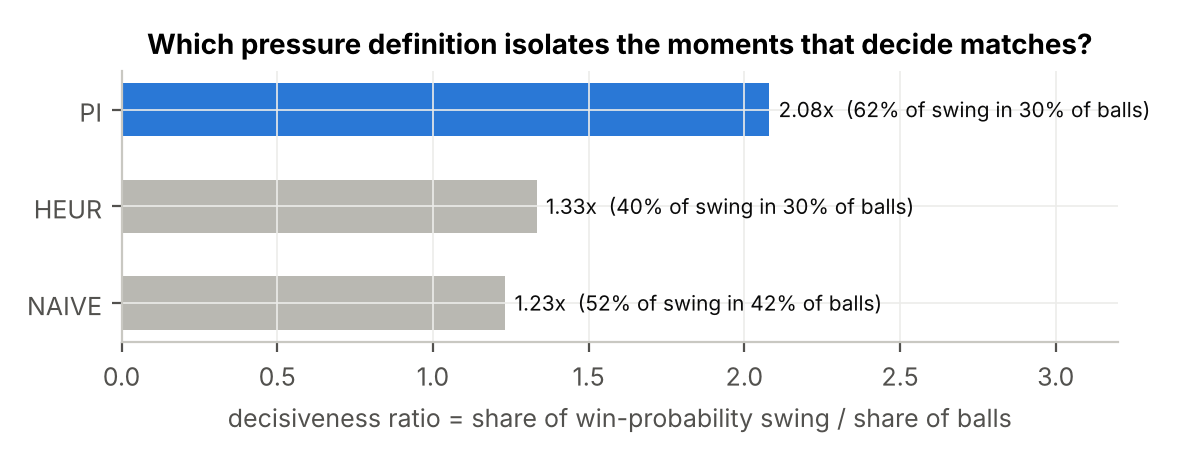 Which pressure definition isolates the moments that decide matches?
PI
2.08x (62% of swing in 30% of balls)
HEUR
1.33x (40% of swing in 30% of balls)
NAIVE
1.23x (52% of swing in 42% of balls)
0.0 0.5 1.0 1.5 2.0 2.5 3.0
decisiveness ratio = share of win-probability swing / share of balls